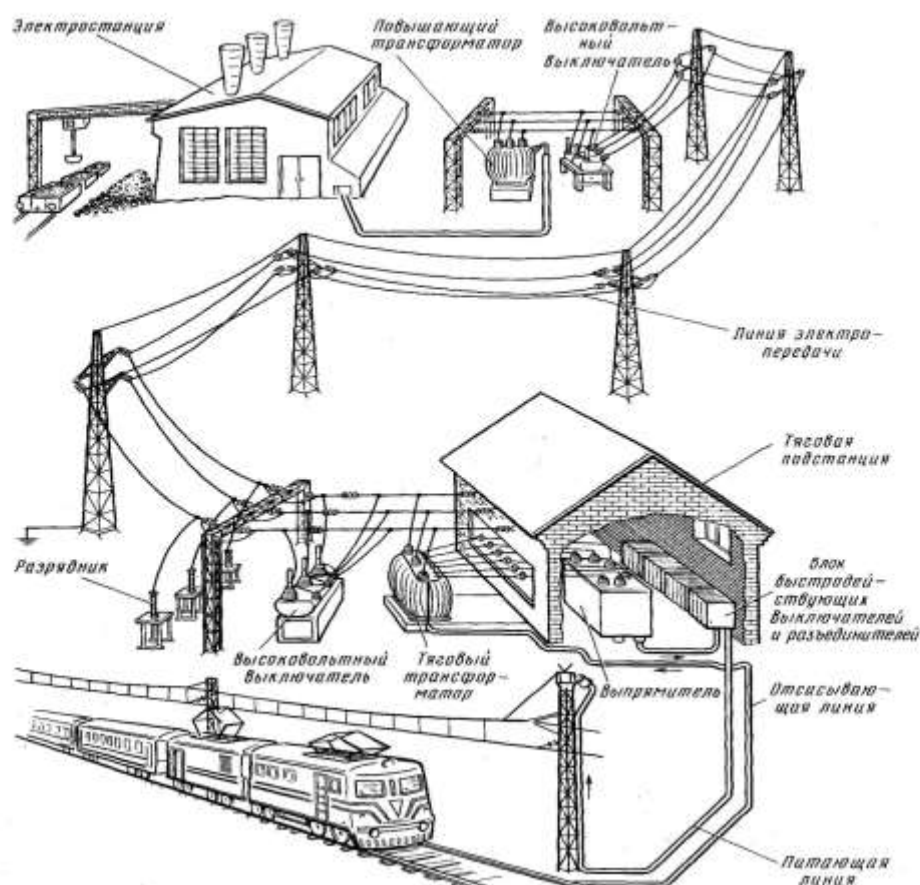 Электростанция
Повышающий
трансформатор
Высоковольт-
ный
выключатель
Линия электро-
передачи
Тяговая
подстанция
Разрядник
Блок
быстродей-
ствующих
выключателей
и разъединителей
Высоковольтный
выключатель
Тяговый
трансфор-
матор
Выпрямитель
Отсасываю-
щая линия
Питающая
линия